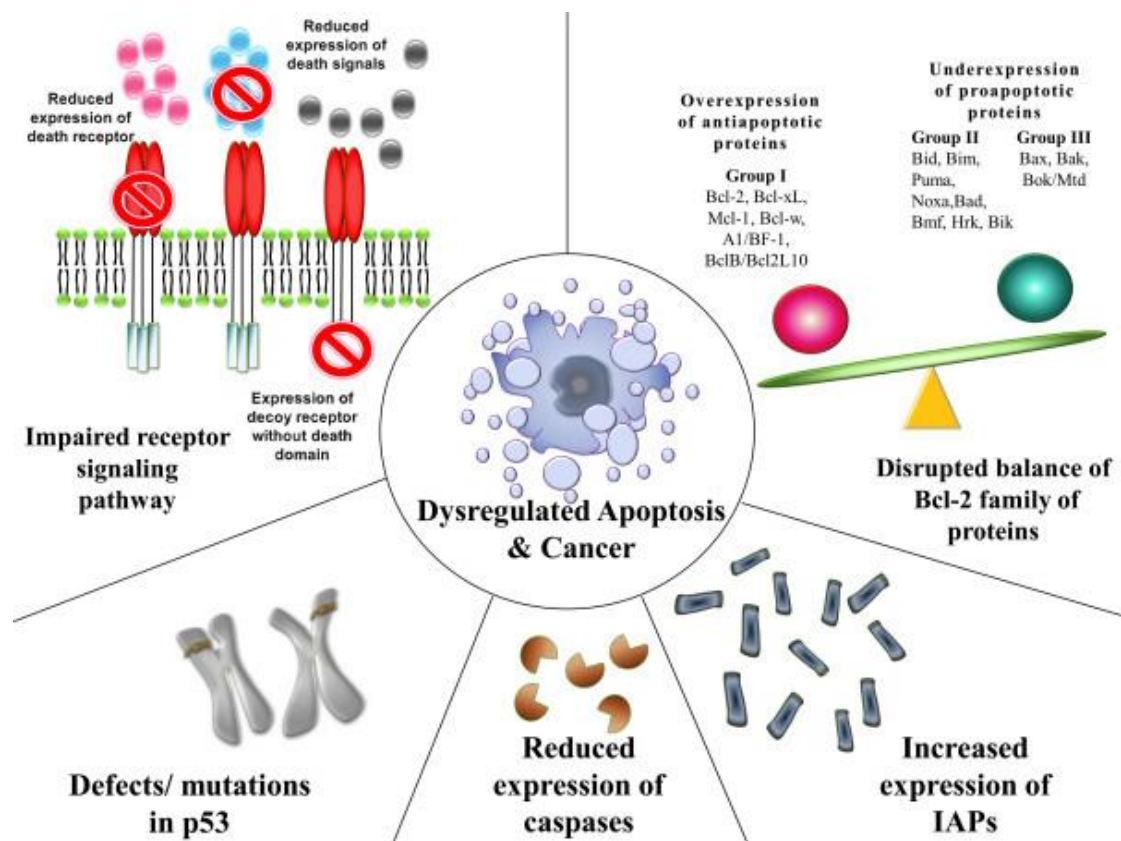 Reduced
expression of
death signals
Reduced
expression of
death receptor
Expression of
decoy receptor
without death
domain
Impaired receptor
signaling
pathway
Overexpression
of antiapoptotic
proteins
Group I
Bcl-2, Bcl-xL,
Mcl-1, Bcl-w,
A1/BF-1,
BclB/Bcl2L10
Underexpression
of proapoptotic
proteins
Group II
Bid, Bim,
Puma,
Noxa,Bad,
Bmf, Hrk, Bik
Group III
Bax, Bak,
Bok/Mtd
Disrupted balance of
Bcl-2 family of
proteins
Dysregulated Apoptosis
& Cancer
Defects/ mutations
in p53
Reduced
expression of
caspases
Increased
expression of
IAPs